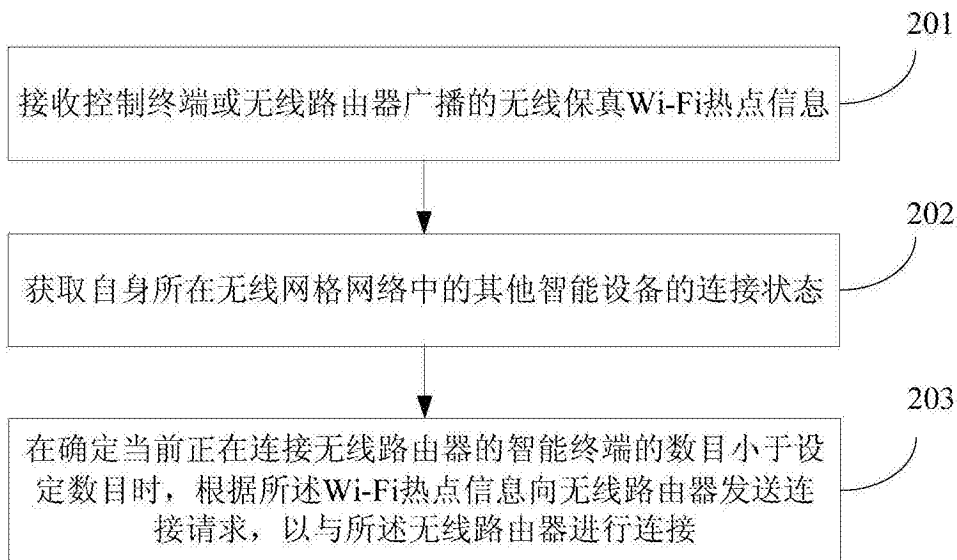 201
接收控制终端或无线路由器广播的无线保真Wi-Fi热点信息
202
获取自身所在无线网格网络中的其他智能设备的连接状态
203
在确定当前正在连接无线路由器的智能终端的数目小于设
定数目时，根据所述Wi-Fi热点信息向无线路由器发送连
接请求，以与所述无线路由器进行连接